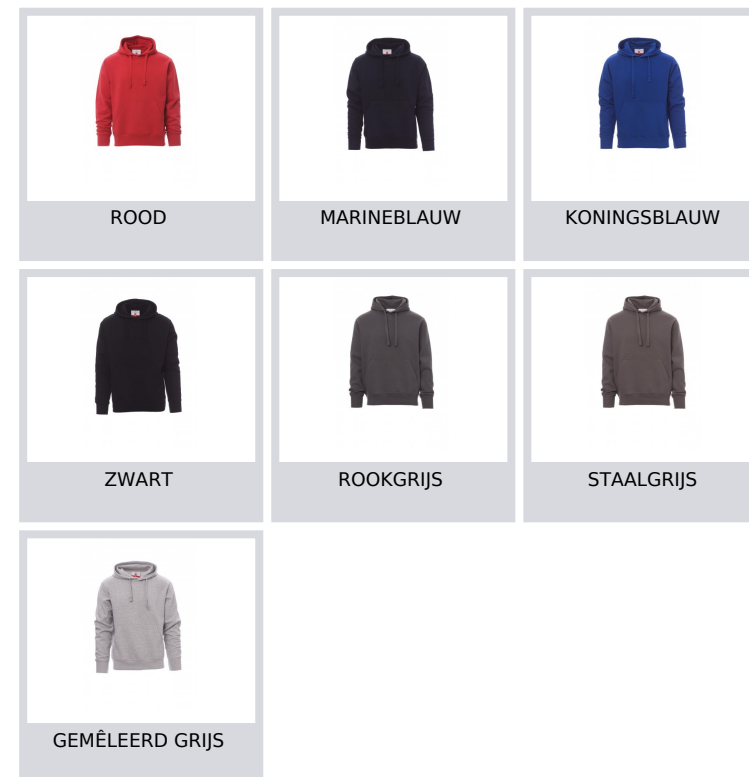 ROOD
MARINEBLAUW
KONINGSBLAUW
ZWART
ROOKGRIJS
STAALGRIJS
GEMÊLEERD GRIJS